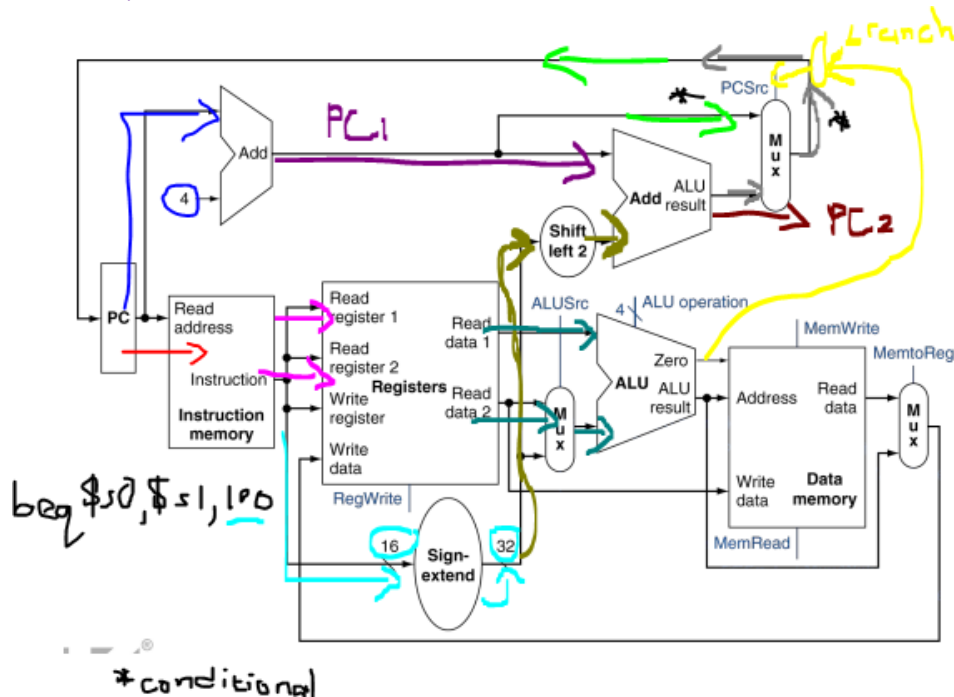 branch
PCSrc
*
*
PC1
Add
M
u
x
4
Add
ALU
result
PC2
Shift
left 2
PC
Read
address
Instruction
Instruction
memory
Read
register 1
Read
register 2
Write
register
Write
data
Registers
Read
data 1
Read
data 2
RegWrite
ALUSrc
M
u
x
4
ALU operation
Zero
ALU
ALU
result
MemWrite
Address
Read
data
Write
data
Data
memory
MemRead
MemtoReg
M
u
x
beq $s0, $s1, 100
16
Sign-
extend
32
®
*conditional